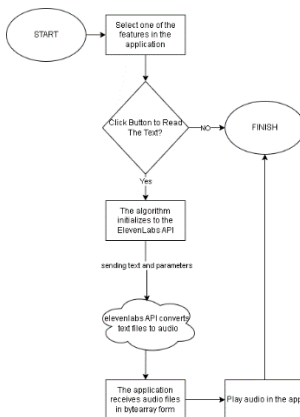 START
Select one of the
features in the
application
Click Button to Read
The Text?
NO
FINISH
Yes
The algorithm
initializes to the
ElevenLabs API
sending text and parameters
elevenlabs API converts
text files to audio
The application
receives audio files
in bytearray form
Play audio in the app